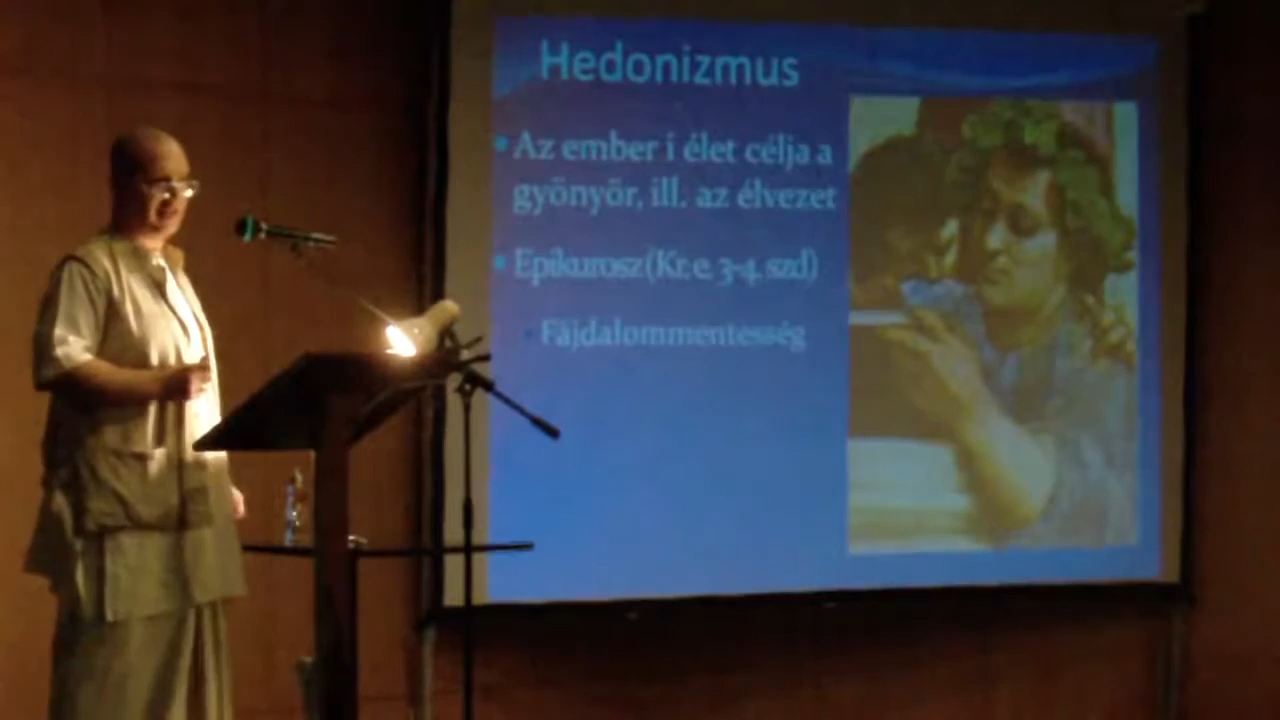 Hedonizmus
• Az ember i élet célja a
gyönyör, ill. az élvezet
• Epikurosz(Kr.e. 3-4. szd)
Fájdalommentesség